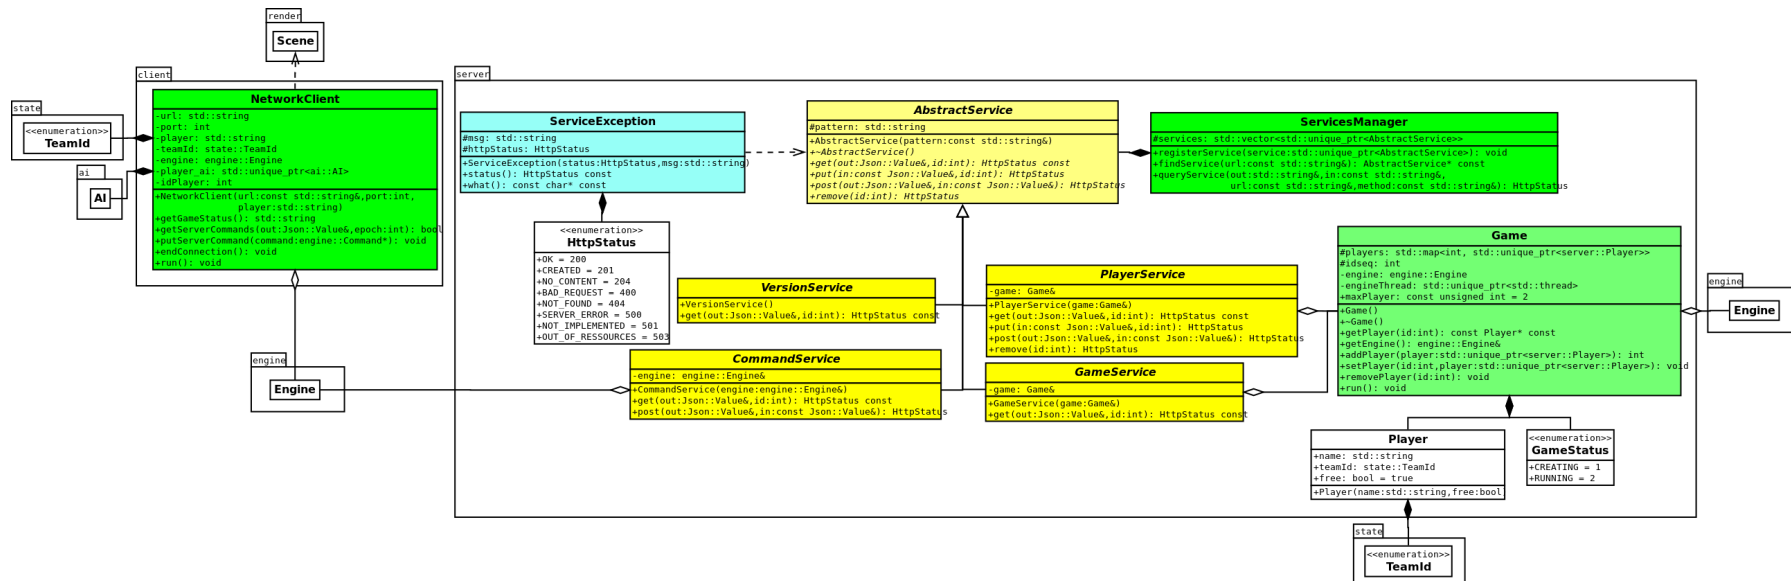 render
Scene
client
NetworkClient
-url: std::string
-port: int
-player: std::string
-teamId: state::TeamId
-engine: engine::Engine
-player_ai: std::unique_ptr<ai::AI>
-idPlayer: int
+NetworkClient(url:const std::string&,port:int,
player:std::string)
+getGameStatus(): std::string
+getServerCommands(out:Json::Value&,epoch:int): bool
+putServerCommand(command:engine::Command*): void
+endConnection(): void
+run(): void
state
<<enumeration>>
TeamId
ai
AI
engine
Engine
server
ServiceException
#msg: std::string
#httpStatus: HttpStatus
+ServiceException(status:HttpStatus,msg:std::string)
+status(): HttpStatus const
+what(): const char* const
<<enumeration>>
HttpStatus
+OK = 200
+CREATED = 201
+NO_CONTENT = 204
+BAD_REQUEST = 400
+NOT_FOUND = 404
+SERVER_ERROR = 500
+NOT_IMPLEMENTED = 501
+OUT_OF_RESSOURCES = 503
AbstractService
#pattern: std::string
+AbstractService(pattern:const std::string&)
+~AbstractService()
+get(out:Json::Value&,id:int): HttpStatus const
+put(in:const Json::Value&,id:int): HttpStatus
+post(out:Json::Value&,in:const Json::Value&): HttpStatus
+remove(id:int): HttpStatus
ServicesManager
#services: std::vector<std::unique_ptr<AbstractService>>
+registerService(service:std::unique_ptr<AbstractService>): void
+findService(url:const std::string&): AbstractService* const
+queryService(out:std::string&,in:const std::string&,
url:const std::string&,method:const std::string&): HttpStatus
VersionService
+VersionService()
+get(out:Json::Value&,id:int): HttpStatus const
CommandService
-engine: engine::Engine&
+CommandService(engine:engine::Engine&)
+get(out:Json::Value&,id:int): HttpStatus const
+post(out:Json::Value&,in:const Json::Value&): HttpStatus
PlayerService
-game: Game&
+PlayerService(game:Game&)
+get(out:Json::Value&,id:int): HttpStatus const
+put(in:const Json::Value&,id:int): HttpStatus
+post(out:Json::Value&,in:const Json::Value&): HttpStatus
+remove(id:int): HttpStatus
GameService
-game: Game&
+GameService(game:Game&)
+get(out:Json::Value&,id:int): HttpStatus const
Game
#players: std::map<int, std::unique_ptr<server::Player>>
#idseq: int
-engine: engine::Engine
-engineThread: std::unique_ptr<std::thread>
+maxPlayer: const unsigned int = 2
+Game()
+~Game()
+getPlayer(id:int): const Player* const
+getEngine(): engine::Engine&
+addPlayer(player:std::unique_ptr<server::Player>): int
+setPlayer(id:int,player:std::unique_ptr<server::Player>): void
+removePlayer(id:int): void
+run(): void
engine
Engine
Player
+name: std::string
+teamId: state::TeamId
+free: bool = true
+Player(name:std::string,free:bool
<<enumeration>>
GameStatus
+CREATING = 1
+RUNNING = 2
state
<<enumeration>>
TeamId